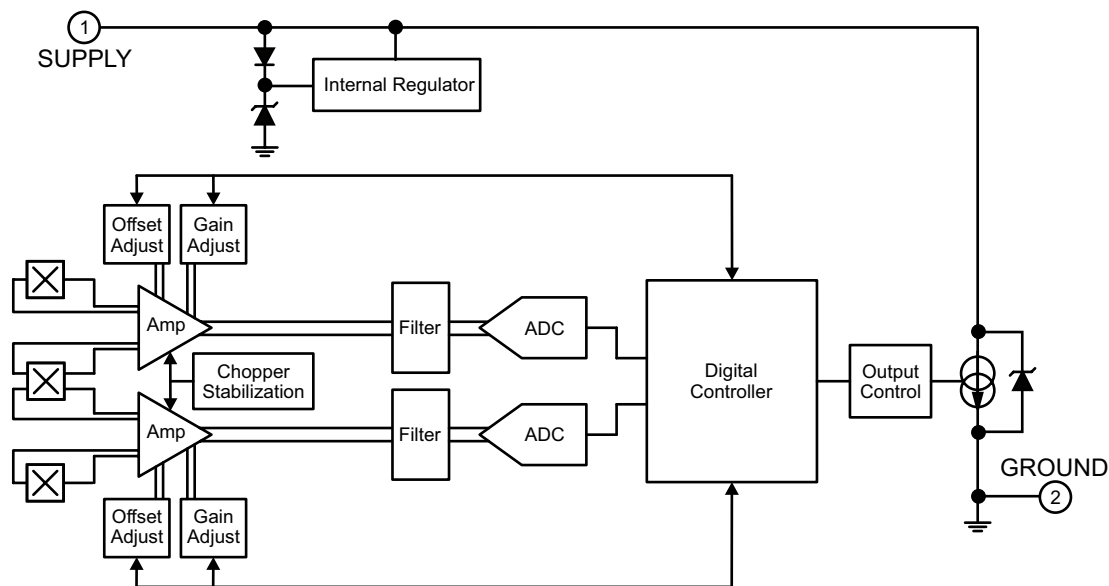 1
SUPPLY
Internal Regulator
Offset
Adjust
Gain
Adjust
Amp
Filter
ADC
Chopper
Stabilization
Digital
Controller
Output
Control
Amp
Filter
ADC
GROUND
2
Offset
Adjust
Gain
Adjust